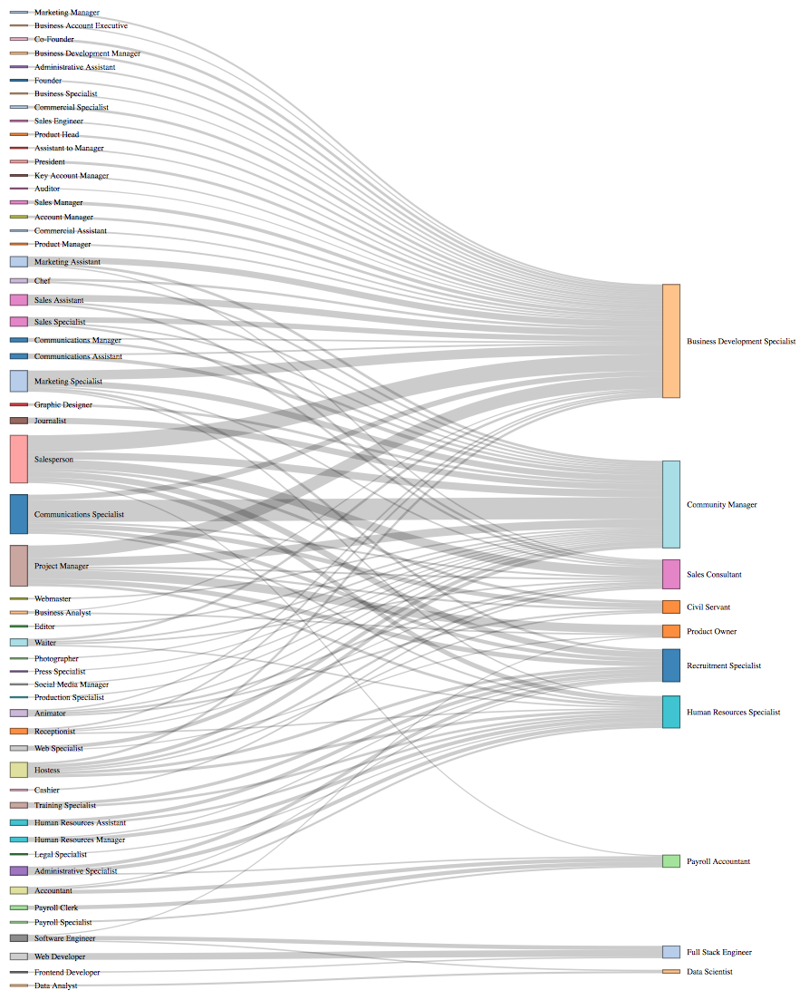 Marketing Manager
Business Account Executive
Co-Founder
Business Development Manager
Administrative Assistant
Founder
Business Specialist
Commercial Specialist
Sales Engineer
Product Head
Assistant to Manager
President
Key Account Manager
Auditor
Sales Manager
Account Manager
Commercial Assistant
Product Manager
Marketing Assistant
Chef
Sales Assistant
Sales Specialist
Communications Manager
Communications Assistant
Marketing Specialist
Graphic Designer
Journalist
Salesperson
Communications Specialist
Project Manager
Webmaster
Business Analyst
Editor
Waiter
Photographer
Press Specialist
Social Media Manager
Production Specialist
Animator
Receptionist
Web Specialist
Hostess
Cashier
Training Specialist
Human Resources Assistant
Human Resources Manager
Legal Specialist
Administrative Specialist
Accountant
Payroll Clerk
Payroll Specialist
Software Engineer
Web Developer
Frontend Developer
Data Analyst
Business Development Specialist
Community Manager
Sales Consultant
Civil Servant
Product Owner
Recruitment Specialist
Human Resources Specialist
Payroll Accountant
Full Stack Engineer
Data Scientist